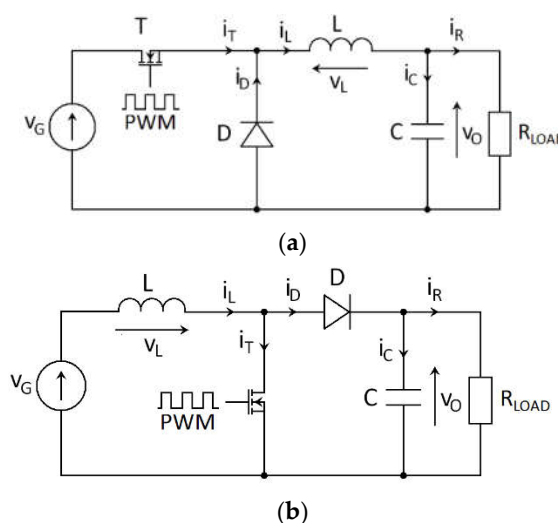 T
i_T
i_L
L
i_R
i_D
v_L
i_C
v_G
PWM
D
C
v_O
R_LOAD
(a)
L
i_L
i_D
D
i_R
v_L
i_T
i_C
v_G
PWM
C
v_O
R_LOAD
(b)